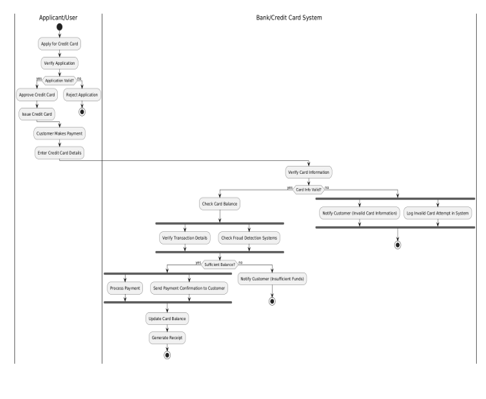 Applicant/User
Bank/Credit Card System
Apply for Credit Card
Verify Application
yes
Application Valid?
no
Approve Credit Card
Reject Application
Issue Credit Card
Customer Makes Payment
Enter Credit Card Details
Verify Card Information
yes
Card Info Valid?
no
Check Card Balance
Notify Customer (Invalid Card Information)
Log Invalid Card Attempt in System
Verify Transaction Details
Check Fraud Detection Systems
yes
Sufficient Balance?
no
Notify Customer (Insufficient Funds)
Process Payment
Send Payment Confirmation to Customer
Update Card Balance
Generate Receipt